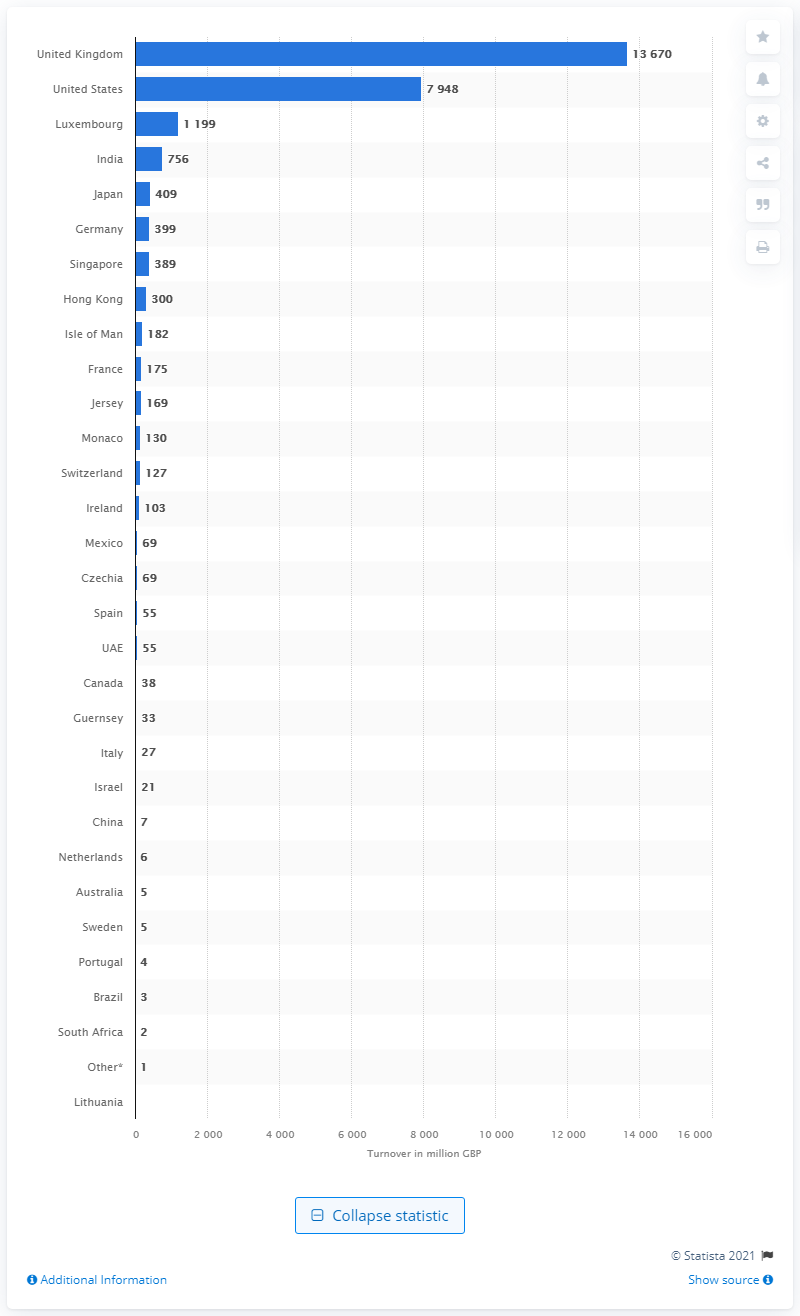 United Kingdom 13 670
United States 7 948
Luxembourg 1 199
India 756
Japan 409
Germany 399
Singapore 389
Hong Kong 300
Isle of Man 182
France 175
Jersey 169
Monaco 130
Switzerland 127
Ireland 103
Mexico 69
Czechia 69
Spain 55
UAE 55
Canada 38
Guernsey 33
Italy 27
Israel 21
China 7
Netherlands 6
Australia 5
Sweden 5
Portugal 4
Brazil 3
South Africa 2
Other* 1
Lithuania
0 2 000 4 000 6 000 8 000 10 000 12 000 14 000 16 000
Turnover in million GBP
Collapse statistic
© Statista 2021
Additional Information Show source